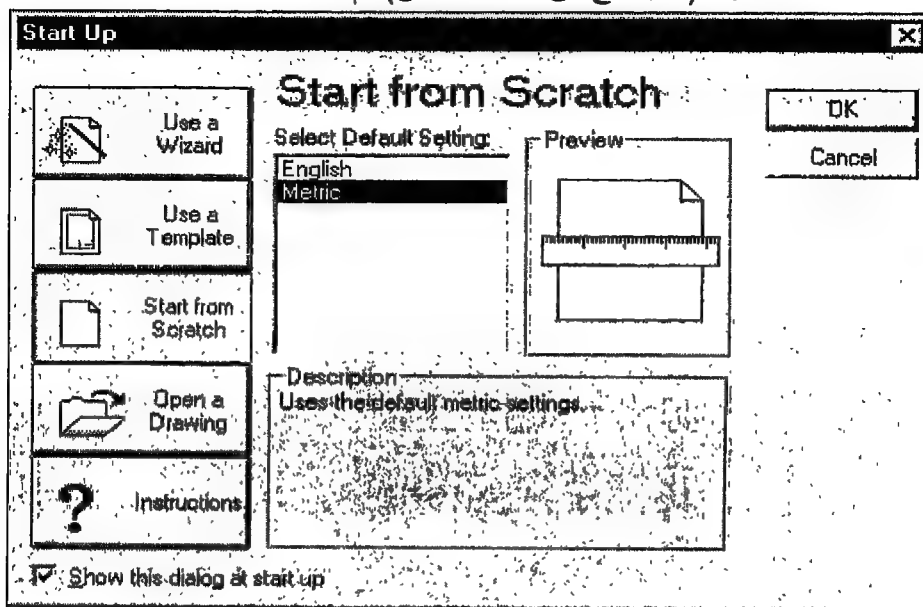 Start Up
Use a
Wizard
Use a
Template
Start from
Scratch
Open a
Drawing
Instructions
Start from Scratch
Select Default Setting:
English
Metric
Preview
Description
Uses the default metric settings.
OK
Cancel
Show this dialog at start up